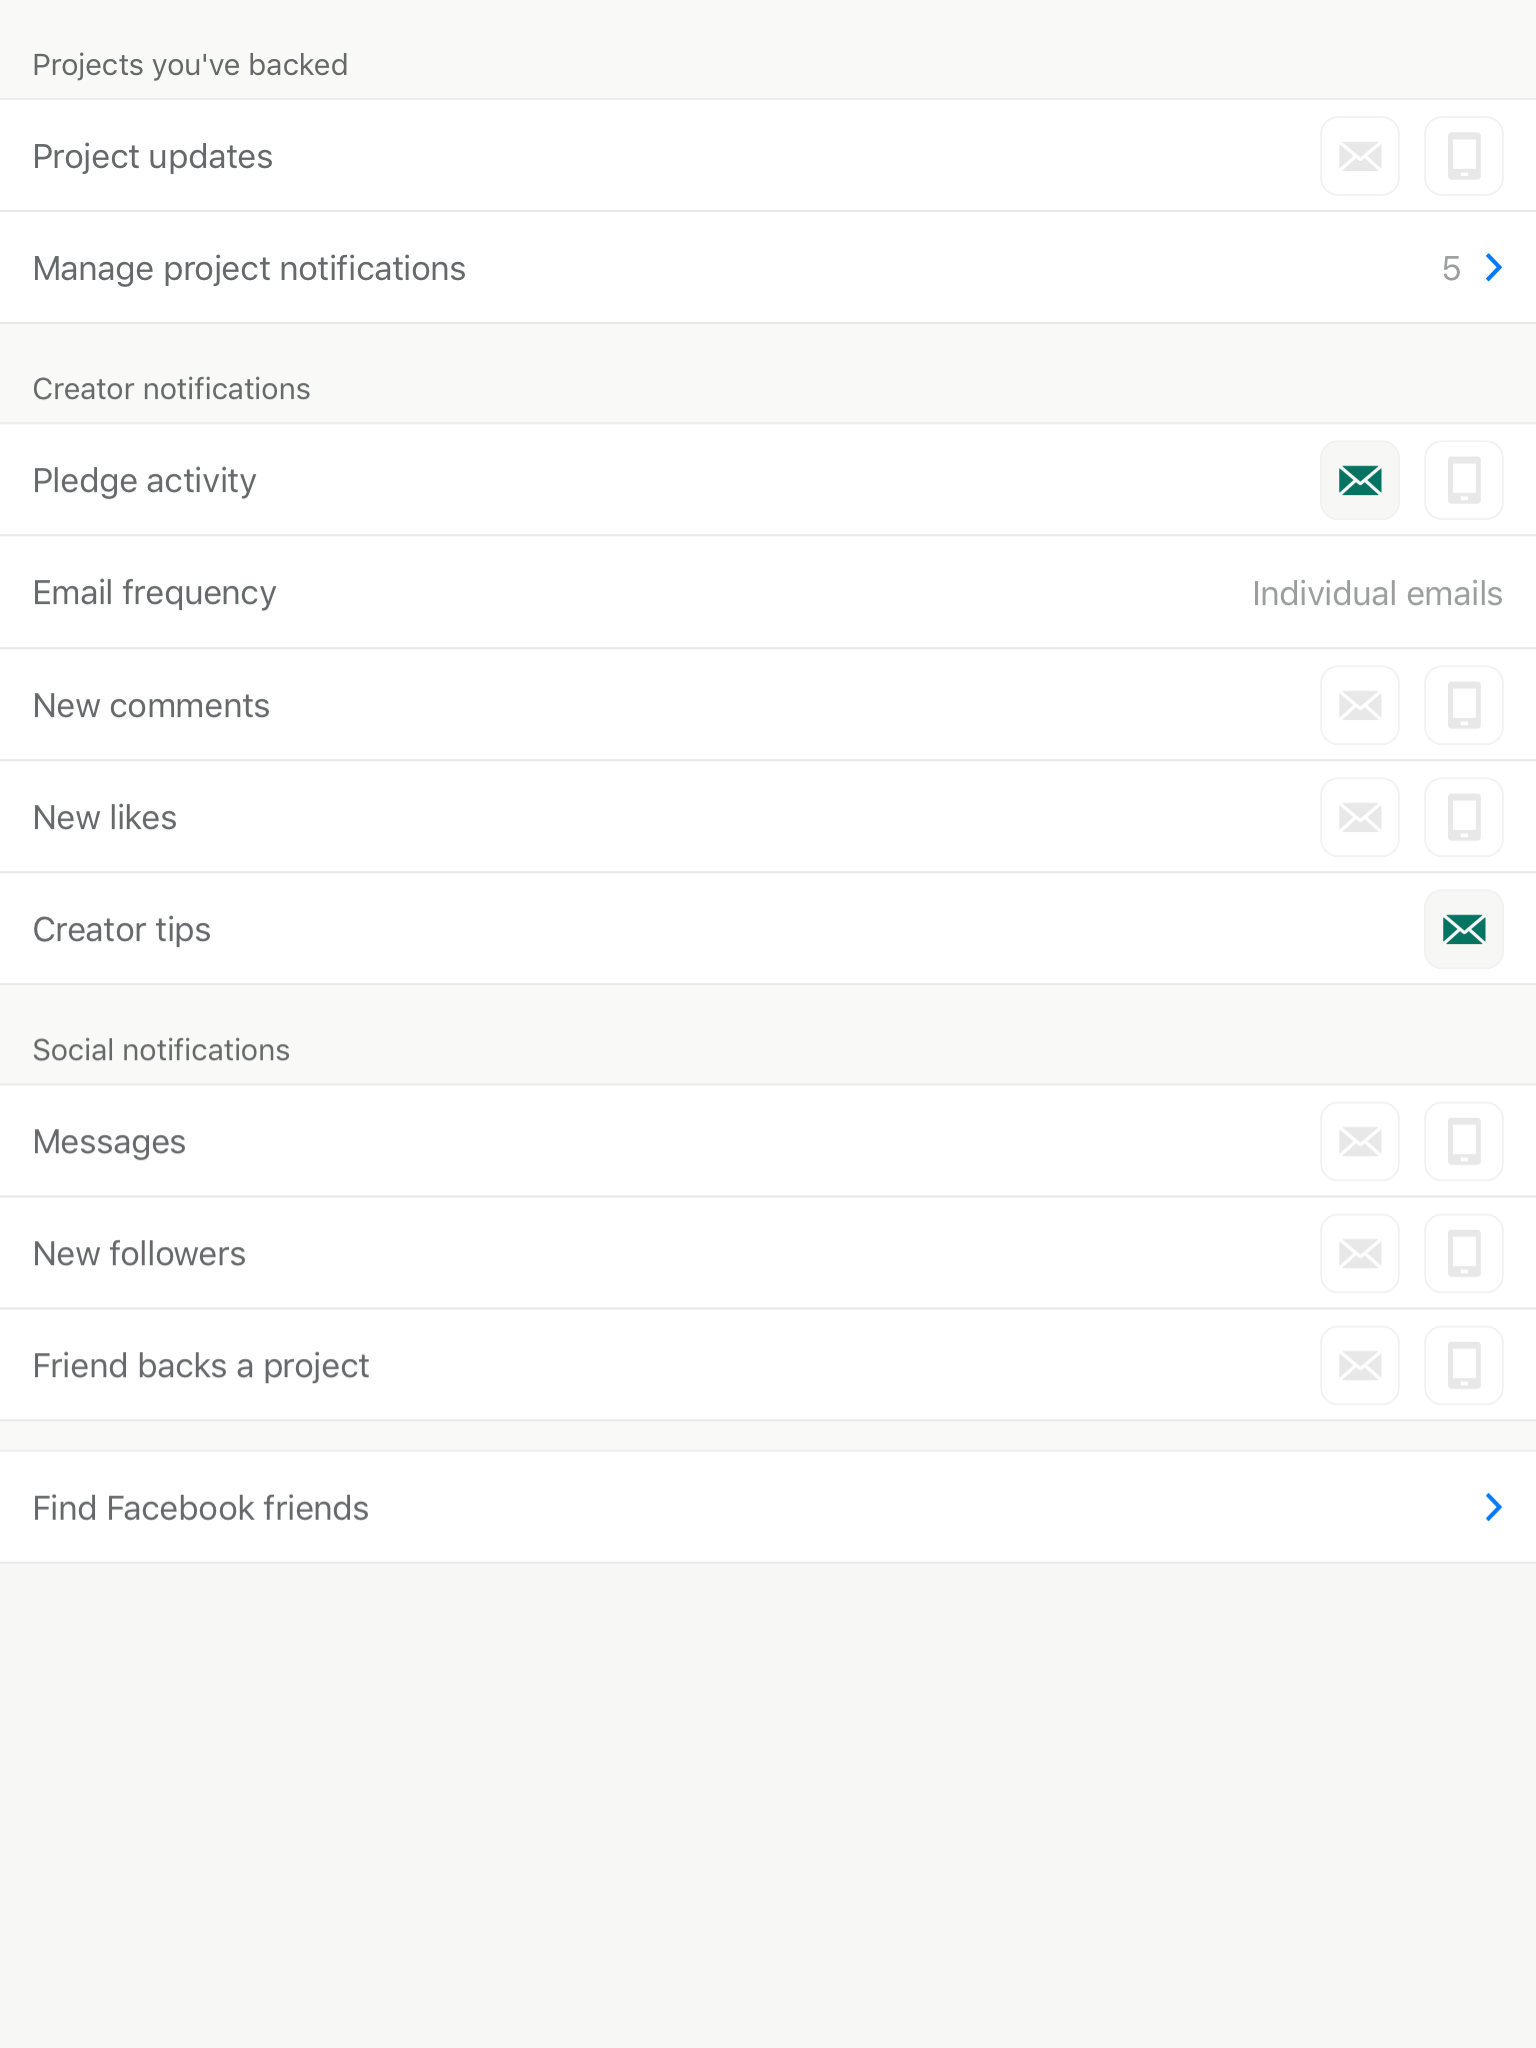 Projects you've backed
Project updates
Manage project notifications 5
Creator notifications
Pledge activity
Email frequency Individual emails
New comments
New likes
Creator tips
Social notifications
Messages
New followers
Friend backs a project
Find Facebook friends